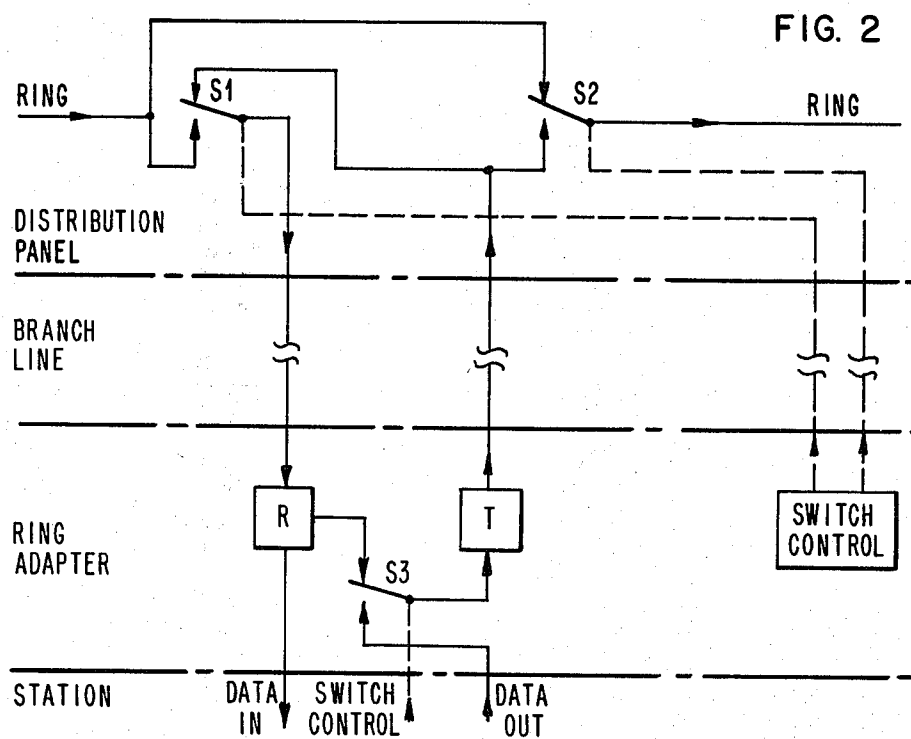 FIG. 2
RING
S1
S2
RING
DISTRIBUTION
PANEL
BRANCH
LINE
R
T
SWITCH
CONTROL
RING
ADAPTER
S3
STATION
DATA
IN
SWITCH
CONTROL
DATA
OUT